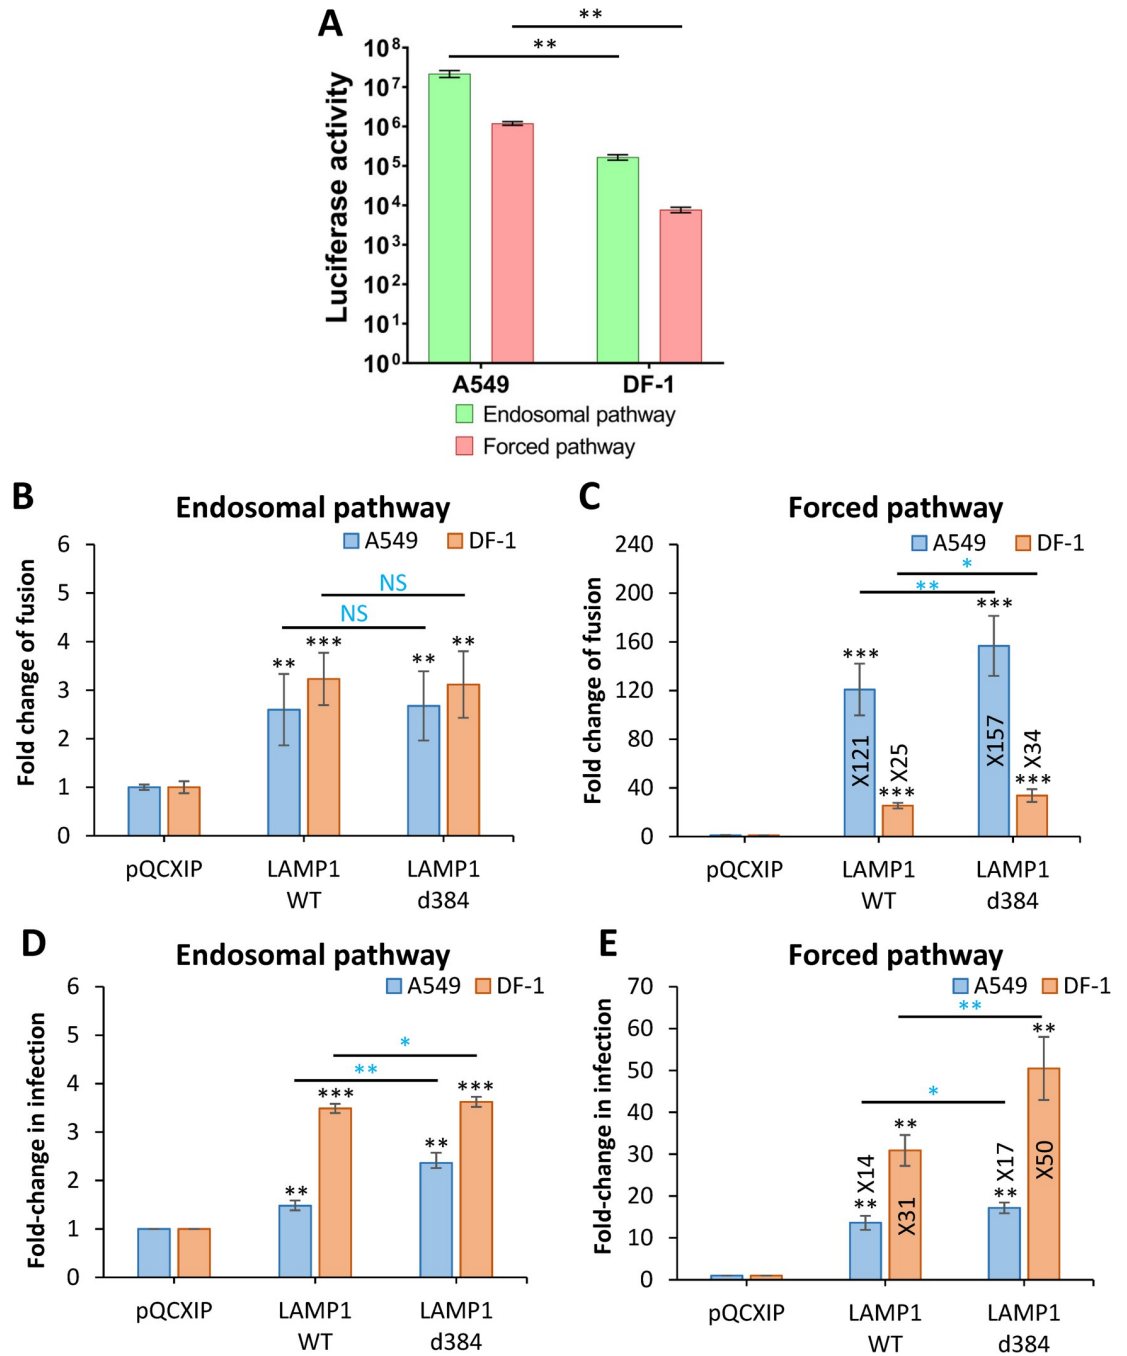 A
**
**
Luciferase activity
10⁸
10⁷
10⁶
10⁵
10⁴
10³
10²
10¹
10⁰
A549
DF-1
Endosomal pathway
Forced pathway
B
Endosomal pathway
A549
DF-1
Fold change of fusion
6
5
4
3
2
1
0
NS
NS
**
***
**
**
pQCXIP
LAMP1
WT
LAMP1
d384
C
Forced pathway
A549
DF-1
Fold change of fusion
240
200
160
120
80
40
0
*
**
***
X121
*** X25
***
X157
*** X34
pQCXIP
LAMP1
WT
LAMP1
d384
D
Endosomal pathway
A549
DF-1
Fold-change in infection
6
5
4
3
2
1
0
*
**
**
***
**
***
pQCXIP
LAMP1
WT
LAMP1
d384
E
Forced pathway
A549
DF-1
Fold-change in infection
70
60
50
40
30
20
10
0
**
*
** X14
**
X31
** X17
**
X50
pQCXIP
LAMP1
WT
LAMP1
d384